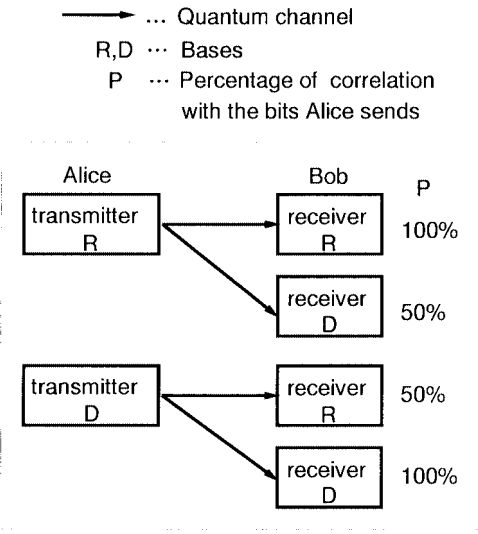 ... Quantum channel
R,D ... Bases
P ... Percentage of correlation
with the bits Alice sends
Alice Bob P
transmitter
R
receiver
R
100%
receiver
D
50%
transmitter
D
receiver
R
50%
receiver
D
100%